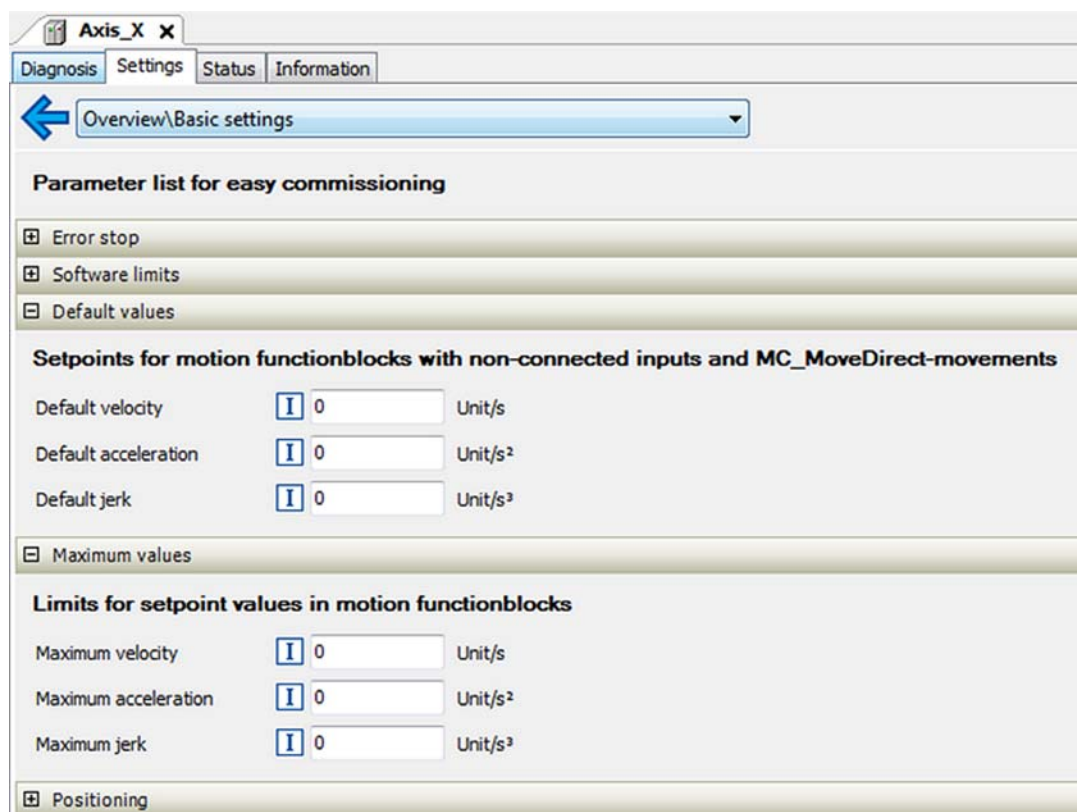 Axis_X
Diagnosis Settings Status Information
Overview\Basic settings
Parameter list for easy commissioning
Error stop
Software limits
Default values
Setpoints for motion functionblocks with non-connected inputs and MC_MoveDirect-movements
Default velocity I 0 Unit/s
Default acceleration I 0 Unit/s²
Default jerk I 0 Unit/s³
Maximum values
Limits for setpoint values in motion functionblocks
Maximum velocity I 0 Unit/s
Maximum acceleration I 0 Unit/s²
Maximum jerk I 0 Unit/s³
Positioning